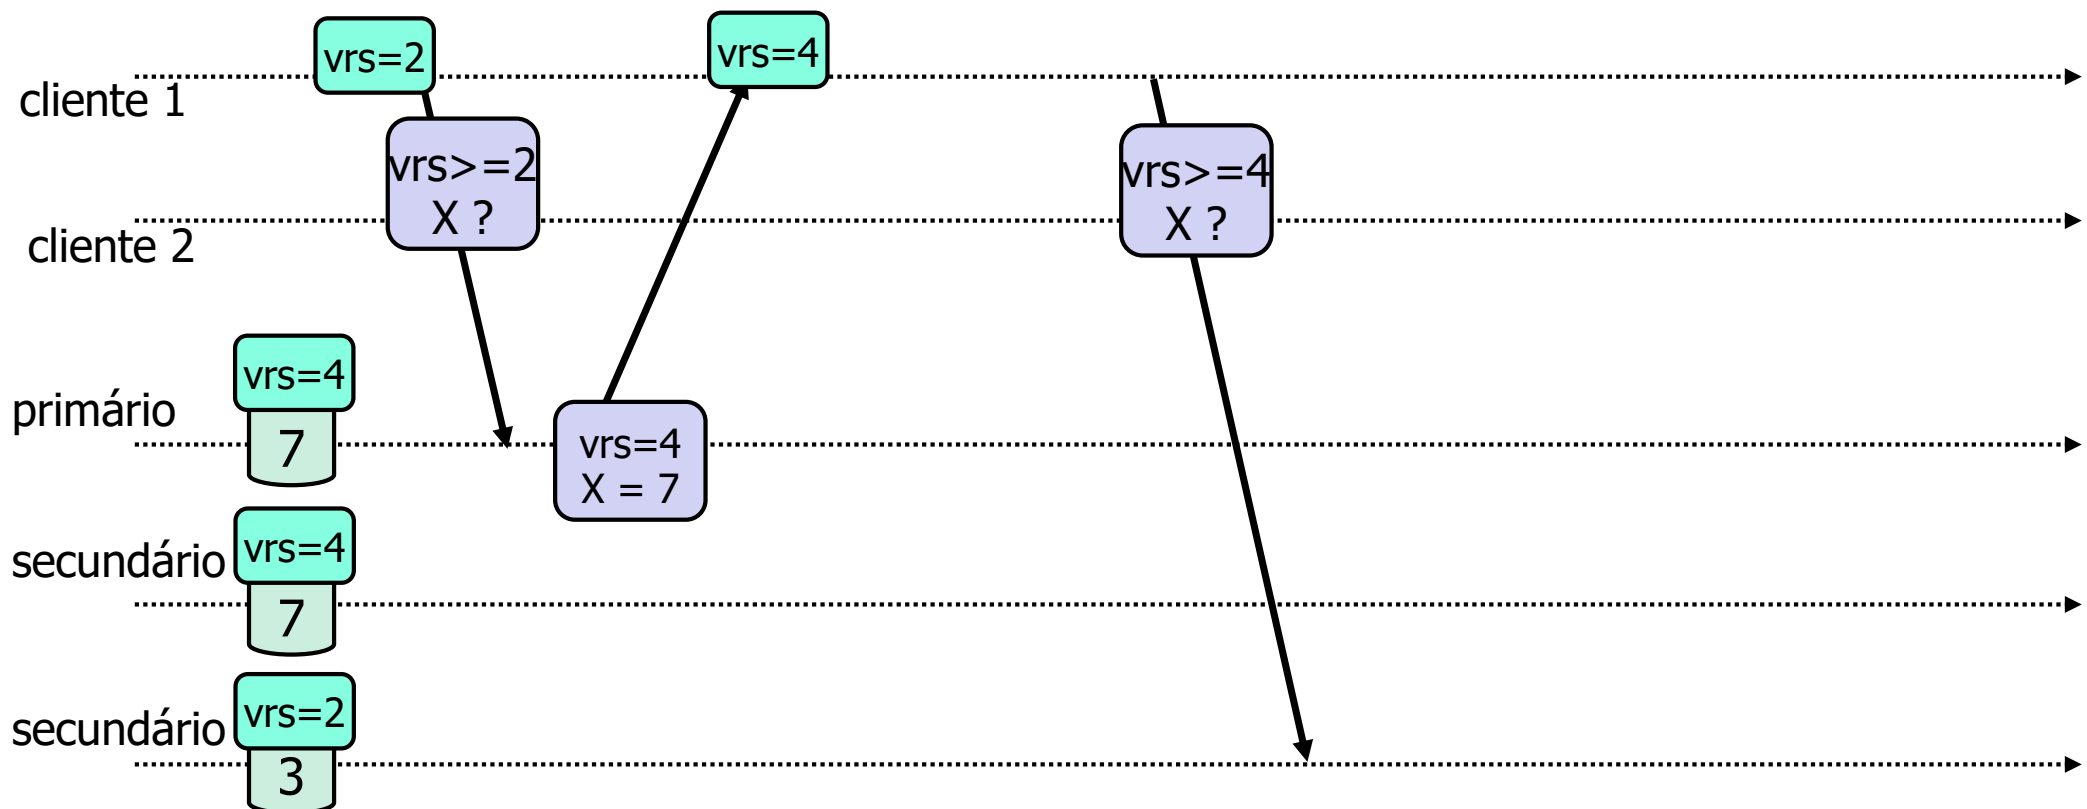 vrs=2
vrs=4
cliente 1
vrs>=2
X ?
vrs>=4
X ?
cliente 2
vrs=4
primário
7
vrs=4
X = 7
secundário
vrs=4
7
secundário
vrs=2
3